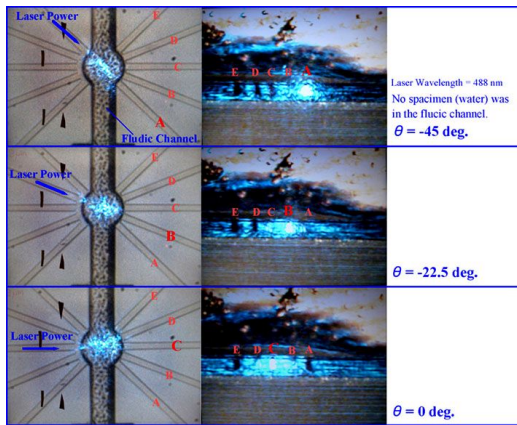 Laser Power
E
D
C
B
A
Fludic Channel
E D C B A
Laser Wavelength = 488 nm
No spacimen (water) was
in the flucic channel.
θ = -45 deg.
Laser Power
E
D
C
B
A
E D C B A
θ = -22.5 deg.
Laser Power
E
D
C
B
A
E D C B A
θ = 0 deg.